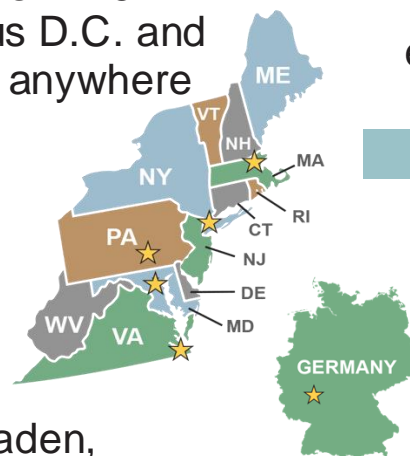 us D.C. and
anywhere
ME
VT
NH
MA
NY
CT
RI
PA
NJ
DE
WV
VA
MD
GERMANY
aden,